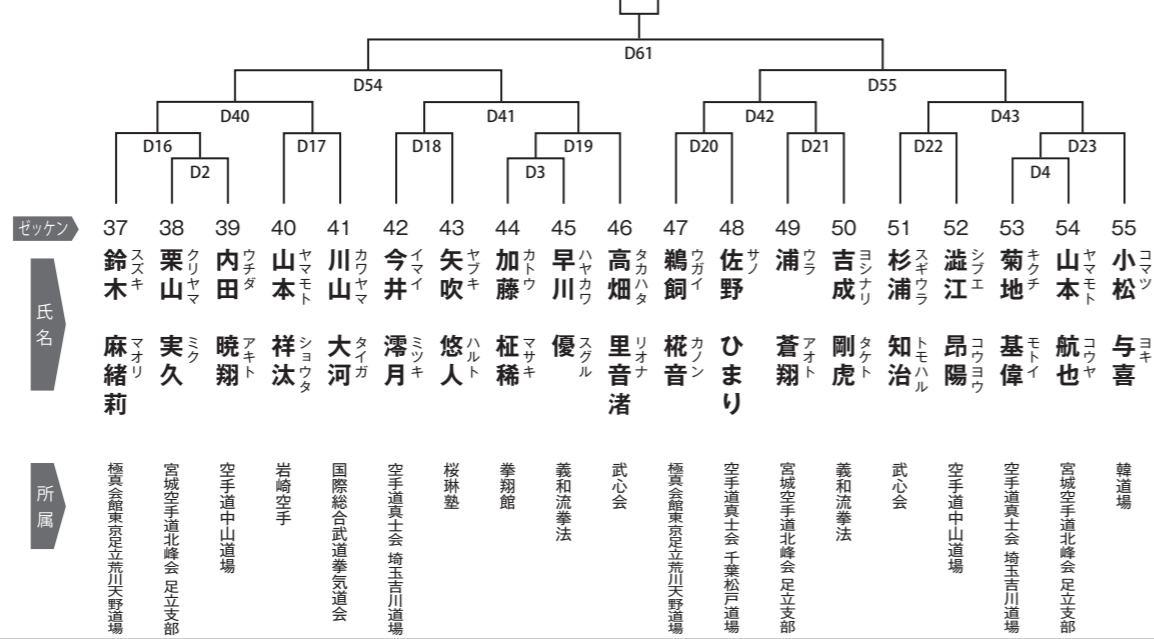 D61
D54
D55
D40
D41
D42
D43
D16
D17
D18
D19
D20
D21
D22
D23
D2
D3
D4
ゼッケン
37
38
39
40
41
42
43
44
45
46
47
48
49
50
51
52
53
54
55
氏名
鈴木 麻緒莉
スズキ マオリ
栗山 実久
クリヤマ ミク
内田 暁翔
ウチダ アキト
山本 祥汰
ヤマモト ショウタ
川山 大河
カワヤマ タイガ
今井 澪月
イマイ ミツキ
矢吹 悠人
ヤブキ ハルト
加藤 柾稀
カトウ マサキ
早川 優
ハヤカワ スグル
高畑 里音渚
タカハタ リオナ
鵜飼 椛音
ウガイ カノン
佐野 ひまり
サノ
浦 蒼翔
ウラ アオト
吉成 剛虎
ヨシナリ タケト
杉浦 知治
スギウラ トモハル
澁江 昂陽
シブエ コウヨウ
菊地 基偉
キクチ モトイ
山本 航也
ヤマモト コウヤ
小松 与喜
コマツ ヨキ
所属
極真会館東京足立荒川天野道場
宮城空手道北峰会 足立支部
空手道中山道場
岩崎空手
国際総合武道拳気道会
空手道真士会 埼玉吉川道場
桜琳塾
拳翔館
義和流拳法
武心会
極真会館東京足立荒川天野道場
空手道真士会 千葉松戸道場
宮城空手道北峰会 足立支部
義和流拳法
武心会
空手道中山道場
空手道真士会 埼玉吉川道場
宮城空手道北峰会 足立支部
韓道場